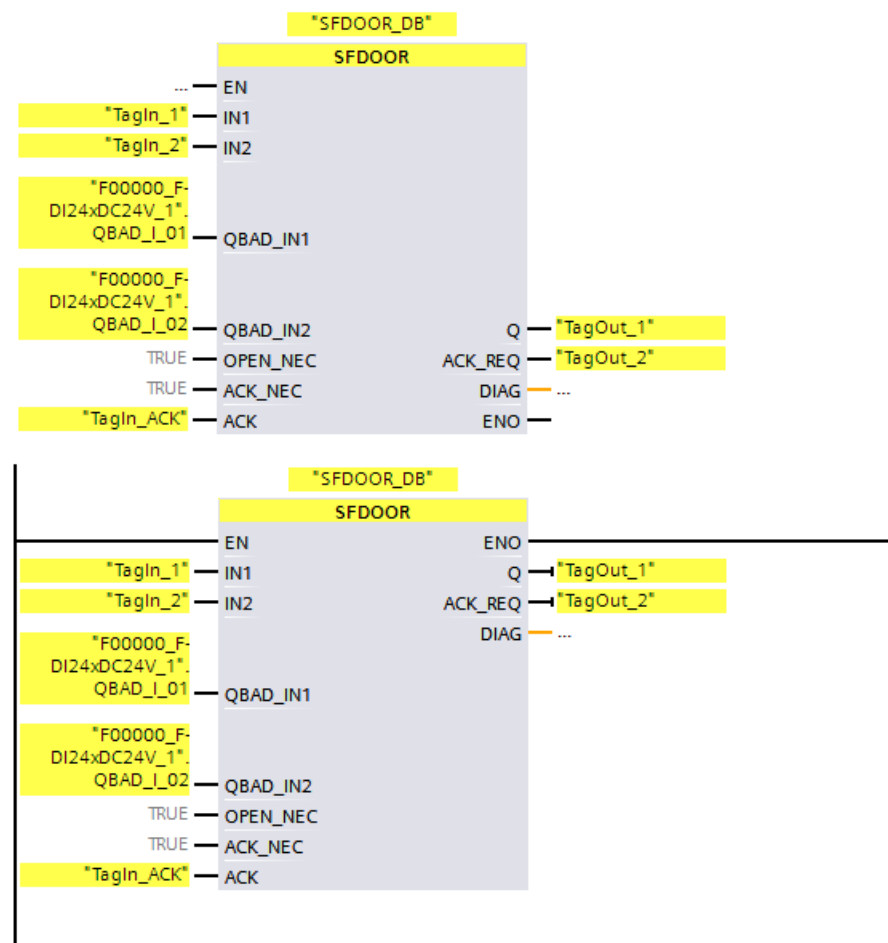 "SFDOOR_DB"
SFDOOR
... EN
"TagIn_1" IN1
"TagIn_2" IN2
"F00000_F-
DI24xDC24V_1".
QBAD_I_01 QBAD_IN1
"F00000_F-
DI24xDC24V_1".
QBAD_I_02 QBAD_IN2 Q "TagOut_1"
TRUE OPEN_NEC ACK_REQ "TagOut_2"
TRUE ACK_NEC DIAG ...
"TagIn_ACK" ACK ENO
"SFDOOR_DB"
SFDOOR
EN ENO
"TagIn_1" IN1 Q "TagOut_1"
"TagIn_2" IN2 ACK_REQ "TagOut_2"
DIAG ...
"F00000_F-
DI24xDC24V_1".
QBAD_I_01 QBAD_IN1
"F00000_F-
DI24xDC24V_1".
QBAD_I_02 QBAD_IN2
TRUE OPEN_NEC
TRUE ACK_NEC
"TagIn_ACK" ACK